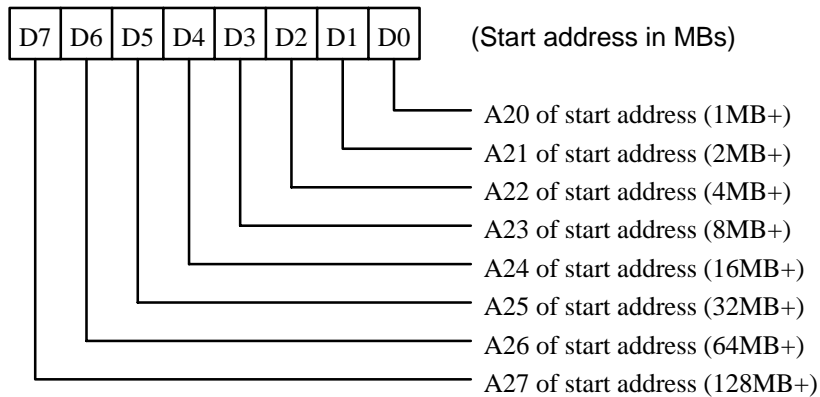 D7 D6 D5 D4 D3 D2 D1 D0 (Start address in MBs)
A20 of start address (1MB+)
A21 of start address (2MB+)
A22 of start address (4MB+)
A23 of start address (8MB+)
A24 of start address (16MB+)
A25 of start address (32MB+)
A26 of start address (64MB+)
A27 of start address (128MB+)